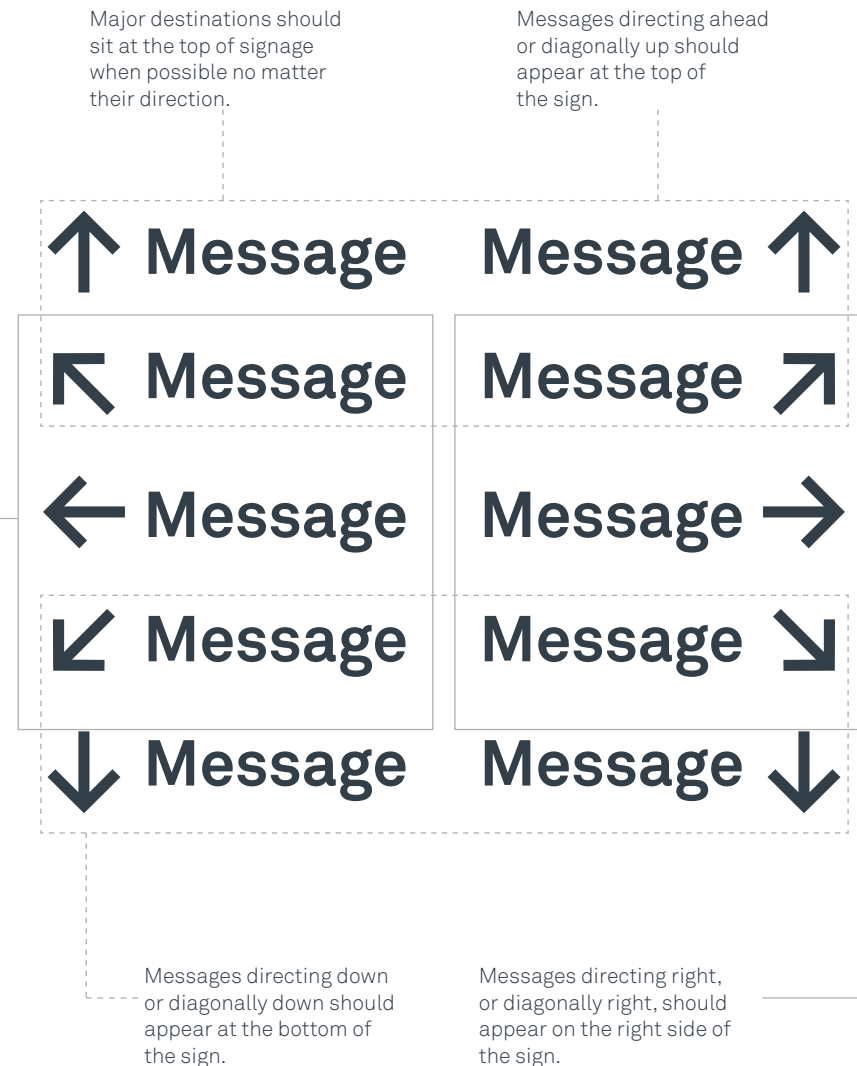 Major destinations should
sit at the top of signage
when possible no matter
their direction.
Messages directing ahead
or diagonally up should
appear at the top of
the sign.
Message Message
Message Message
Message Message
Message Message
Message Message
Messages directing down
or diagonally down should
appear at the bottom of
the sign.
Messages directing right,
or diagonally right, should
appear on the right side of
the sign.